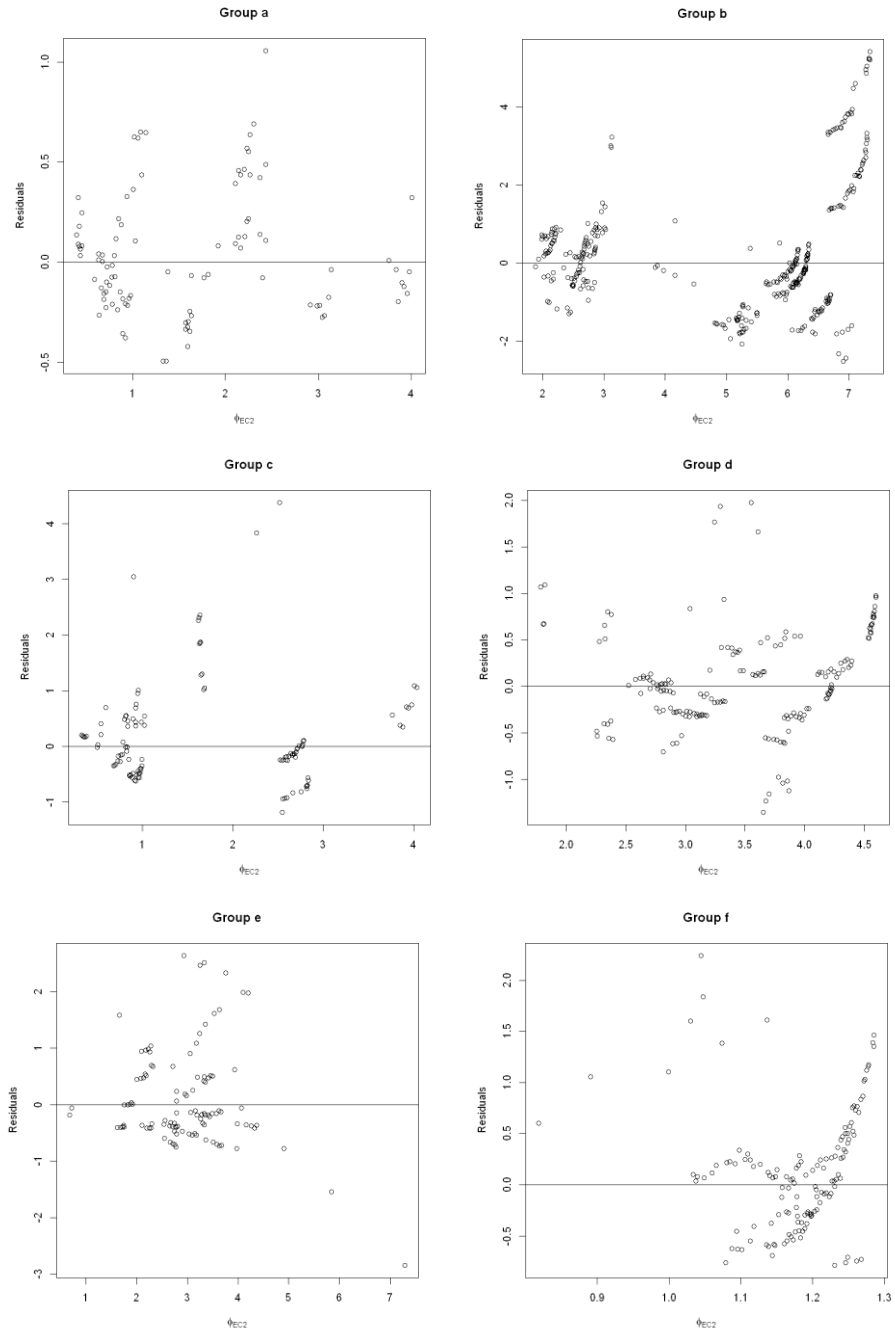 Group a
Residuals
1.0
0.5
0.0
-0.5
1 2 3 4
ϕEC2
Group b
Residuals
4
2
0
-2
2 3 4 5 6 7
ϕEC2
Group c
Residuals
4
3
2
1
0
-1
1 2 3 4
ϕEC2
Group d
Residuals
2.0
1.5
1.0
0.5
0.0
-0.5
-1.0
2.0 2.5 3.0 3.5 4.0 4.5
ϕEC2
Group e
Residuals
2
1
0
-1
-2
-3
1 2 3 4 5 6 7
ϕEC2
Group f
Residuals
2.0
1.5
1.0
0.5
0.0
-0.5
0.9 1.0 1.1 1.2 1.3
ϕEC2